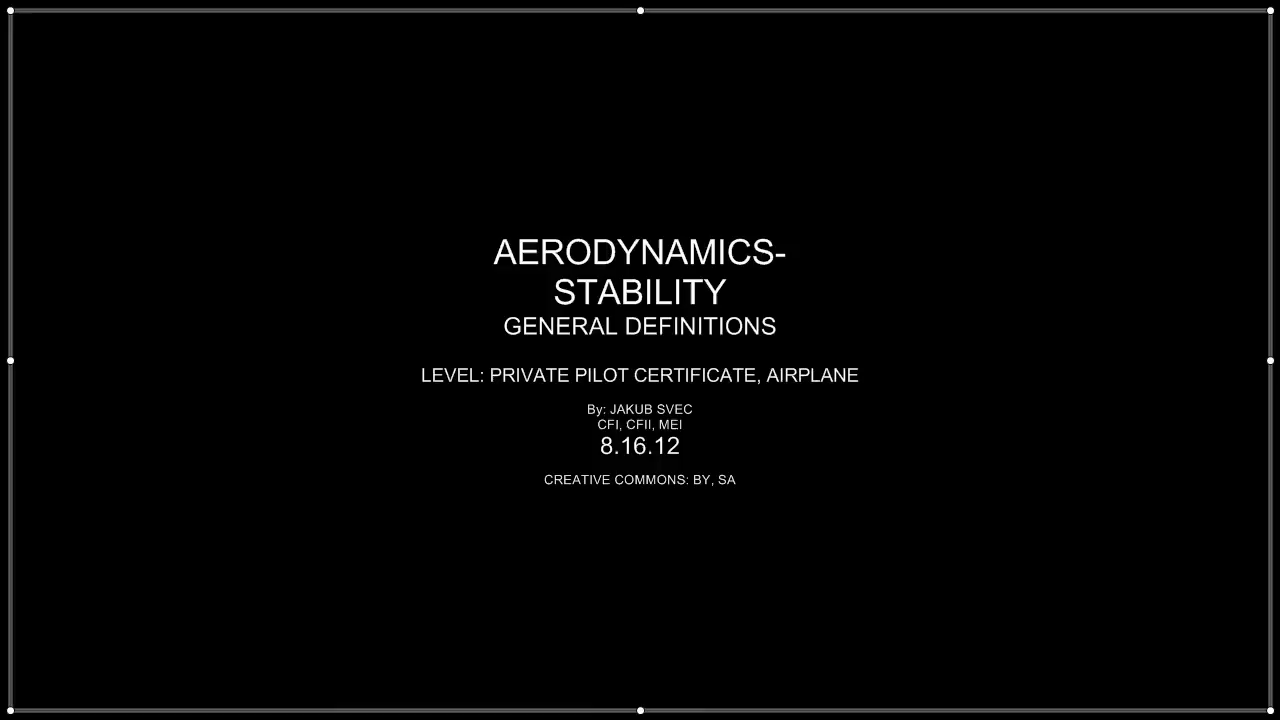 AERODYNAMICS-
STABILITY
GENERAL DEFINITIONS
LEVEL: PRIVATE PILOT CERTIFICATE, AIRPLANE
By: JAKUB SVEC
CFI, CFII, MEI
8.16.12
CREATIVE COMMONS: BY, SA